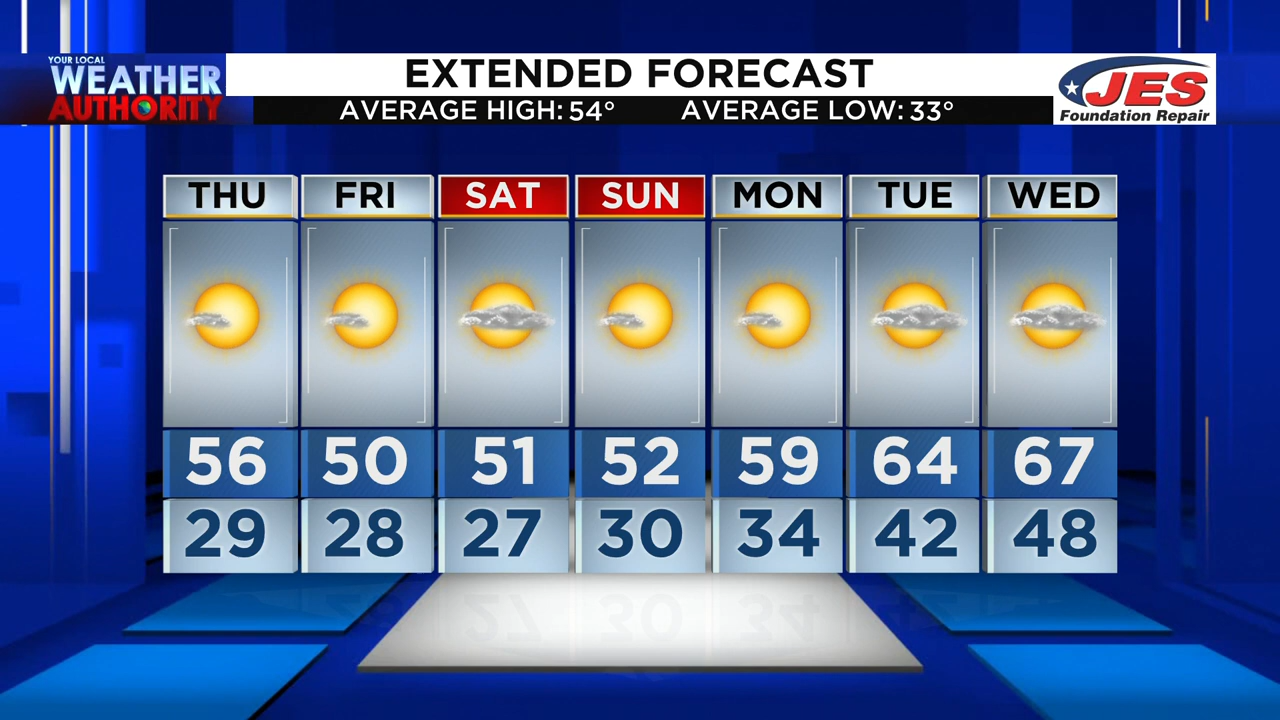 YOUR LOCAL
WEATHER
AUTHORITY
EXTENDED FORECAST
AVERAGE HIGH: 54° AVERAGE LOW: 33°
JES
Foundation Repair
THU FRI SAT SUN MON TUE WED
56 50 51 52 59 64 67
29 28 27 30 34 42 48